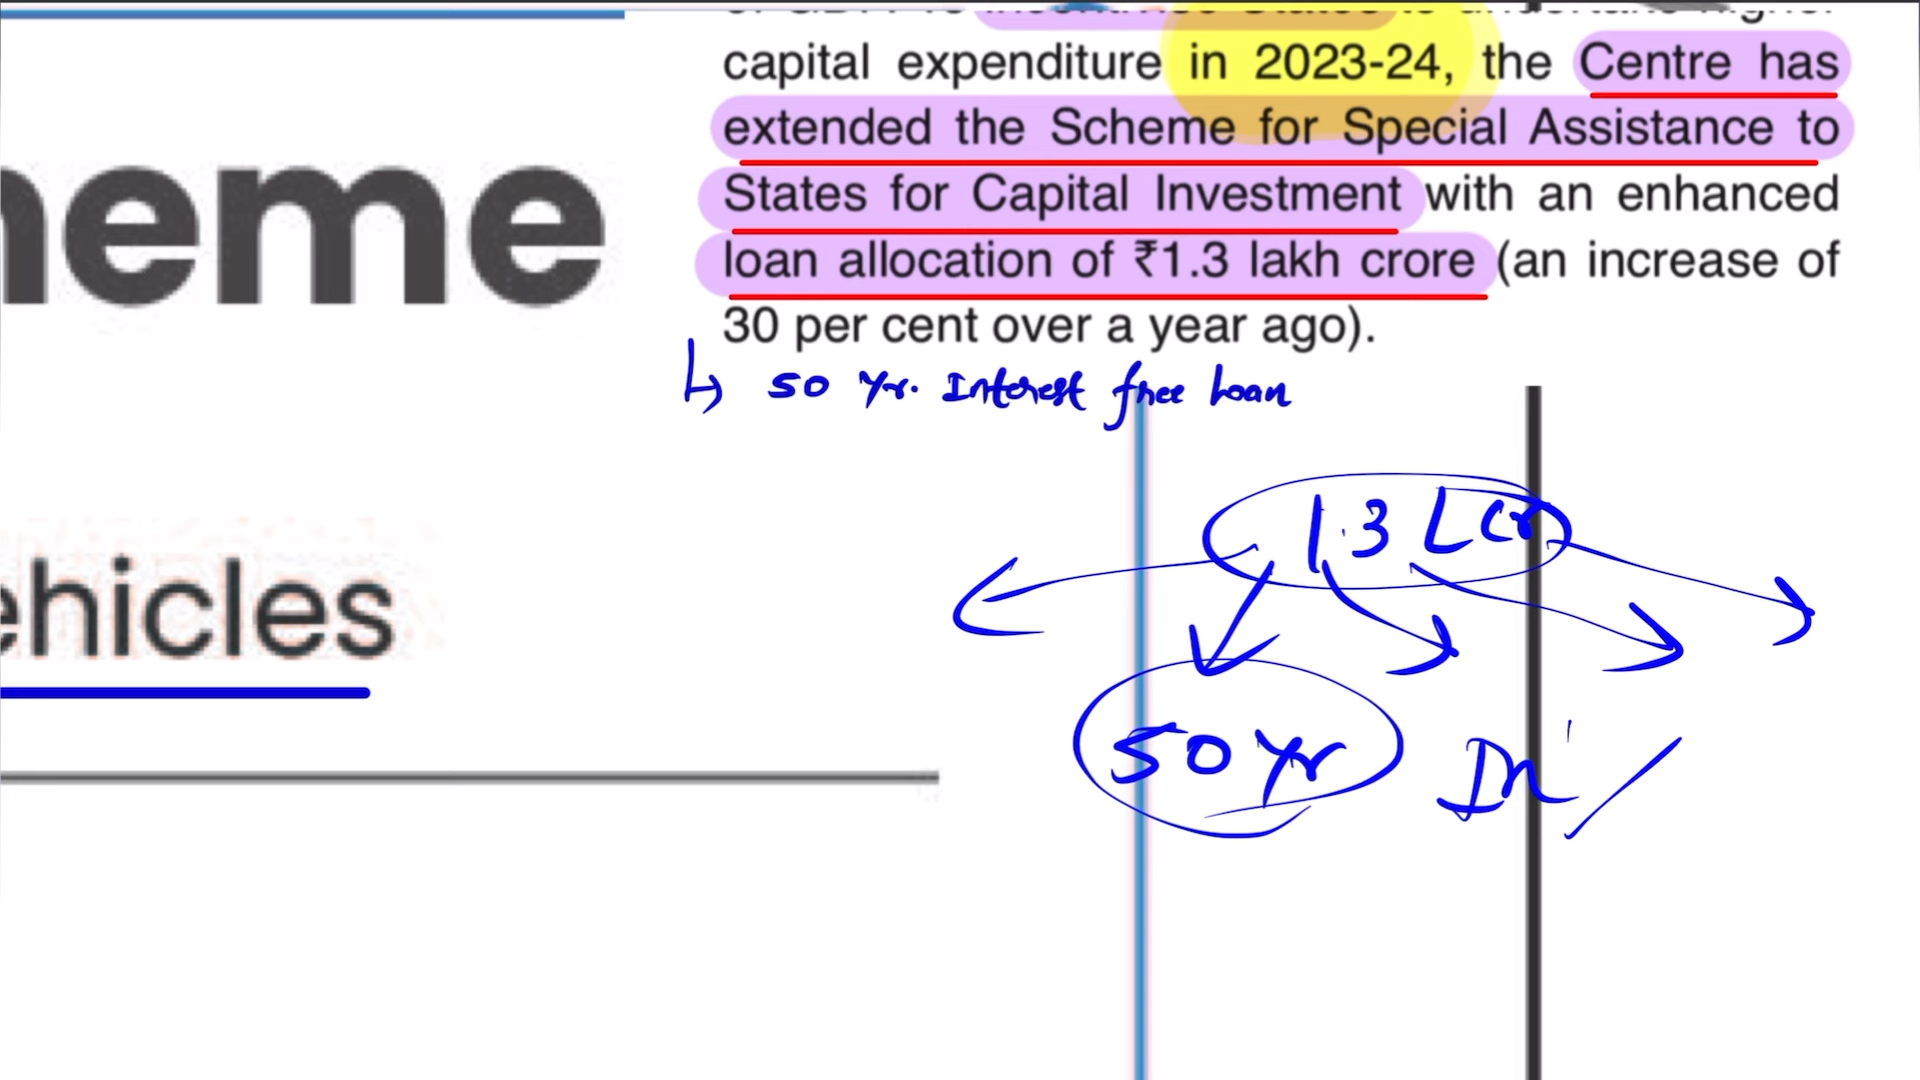 capital expenditure in 2023-24, the Centre has
extended the Scheme for Special Assistance to
States for Capital Investment with an enhanced
loan allocation of ₹1.3 lakh crore (an increase of
30 per cent over a year ago).
↳ 50 Yr. Interest free Loan
heme
1.3 L Cr
ehicles
50 Yr